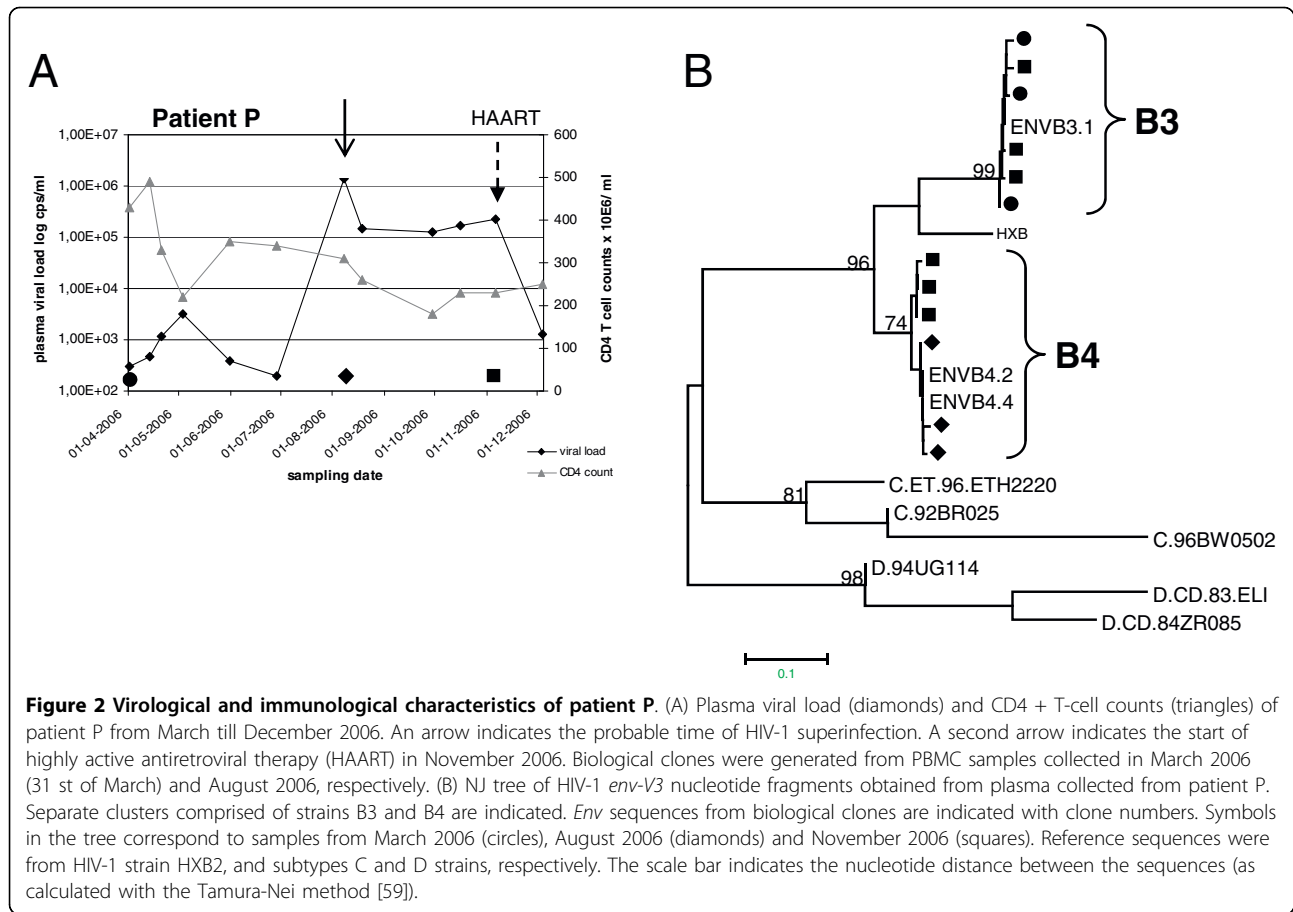 A
Patient P
HAART
1,00E+07
1,00E+06
1,00E+05
1,00E+04
1,00E+03
1,00E+02
600
500
400
300
200
100
0
plasma viral load log cps/ml
CD4 T cell counts x 10E6/ ml
01-04-2006
01-05-2006
01-06-2006
01-07-2006
01-08-2006
01-09-2006
01-10-2006
01-11-2006
01-12-2006
sampling date
viral load
CD4 count
B
ENVB3.1
B3
99
HXB
96
74
ENVB4.2
ENVB4.4
B4
81
C.ET.96.ETH2220
C.92BR025
C.96BW0502
98
D.94UG114
D.CD.83.ELI
D.CD.84ZR085
0.1
Figure 2 Virological and immunological characteristics of patient P. (A) Plasma viral load (diamonds) and CD4 + T-cell counts (triangles) of
patient P from March till December 2006. An arrow indicates the probable time of HIV-1 superinfection. A second arrow indicates the start of
highly active antiretroviral therapy (HAART) in November 2006. Biological clones were generated from PBMC samples collected in March 2006
(31 st of March) and August 2006, respectively. (B) NJ tree of HIV-1 env-V3 nucleotide fragments obtained from plasma collected from patient P.
Separate clusters comprised of strains B3 and B4 are indicated. Env sequences from biological clones are indicated with clone numbers. Symbols
in the tree correspond to samples from March 2006 (circles), August 2006 (diamonds) and November 2006 (squares). Reference sequences were
from HIV-1 strain HXB2, and subtypes C and D strains, respectively. The scale bar indicates the nucleotide distance between the sequences (as
calculated with the Tamura-Nei method [59]).